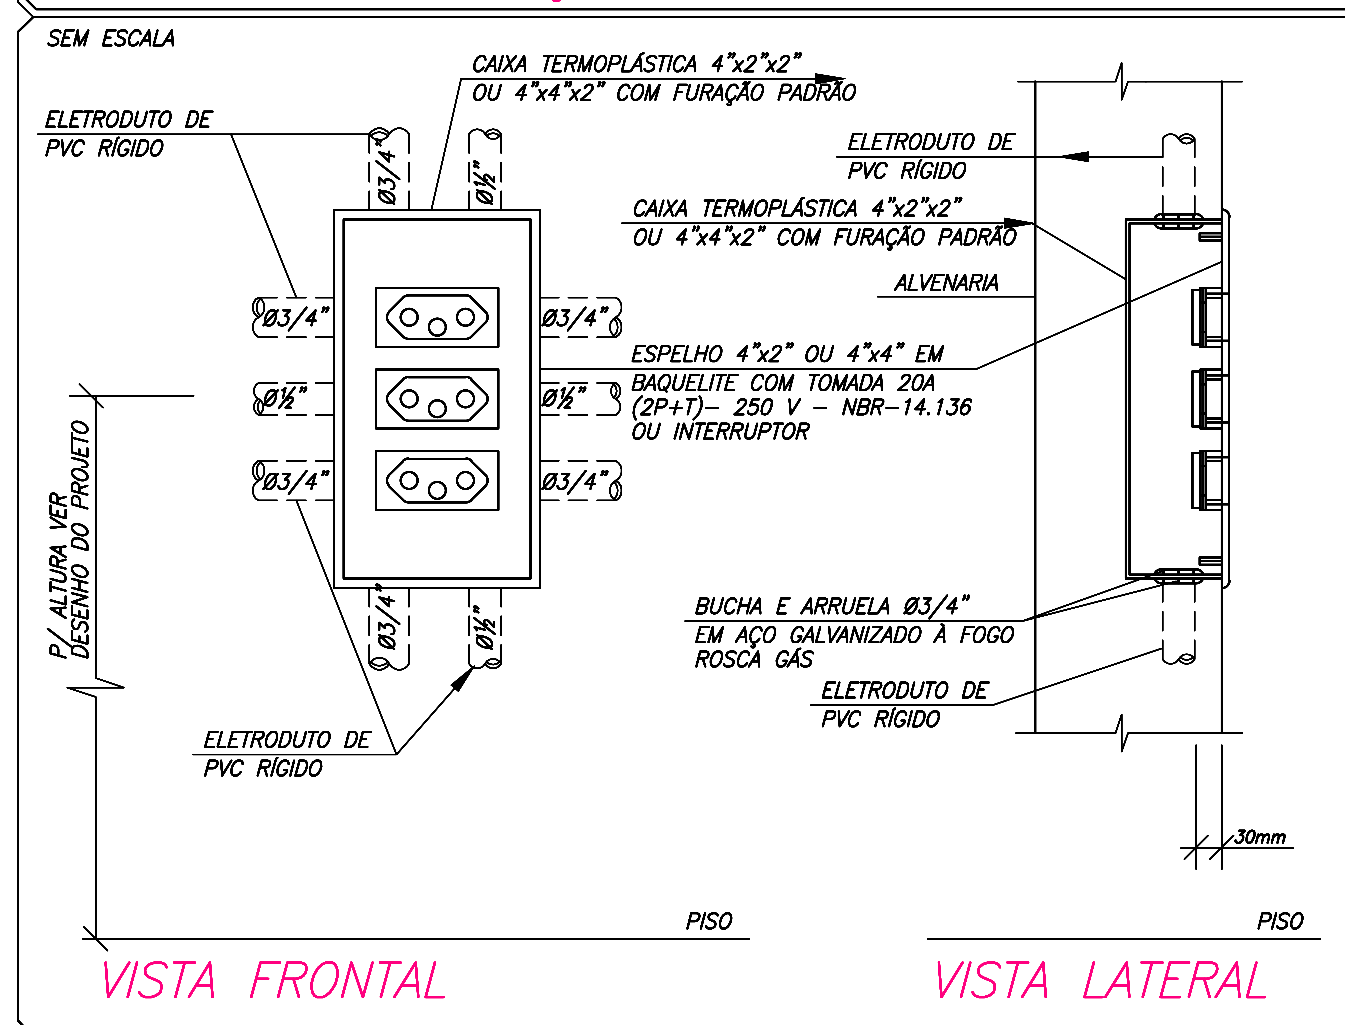 SEM ESCALA
CAIXA TERMOPLÁSTICA 4"x2"x2"
OU 4"x4"x2" COM FURAÇÃO PADRÃO
ELETRODUTO DE
PVC RÍGIDO
Ø3/4"
Ø½"
Ø3/4"
Ø3/4"
Ø½"
Ø½"
Ø3/4"
Ø3/4"
Ø3/4"
Ø½"
P/ ALTURA VER
DESENHO DO PROJETO
ELETRODUTO DE
PVC RÍGIDO
PISO
VISTA FRONTAL
ELETRODUTO DE
PVC RÍGIDO
CAIXA TERMOPLÁSTICA 4"x2"x2"
OU 4"x4"x2" COM FURAÇÃO PADRÃO
ALVENARIA
ESPELHO 4"x2" OU 4"x4" EM
BAQUELITE COM TOMADA 20A
(2P+T)- 250 V - NBR-14.136
OU INTERRUPTOR
BUCHA E ARRUELA Ø3/4"
EM AÇO GALVANIZADO À FOGO
ROSCA GÁS
ELETRODUTO DE
PVC RÍGIDO
30mm
PISO
VISTA LATERAL